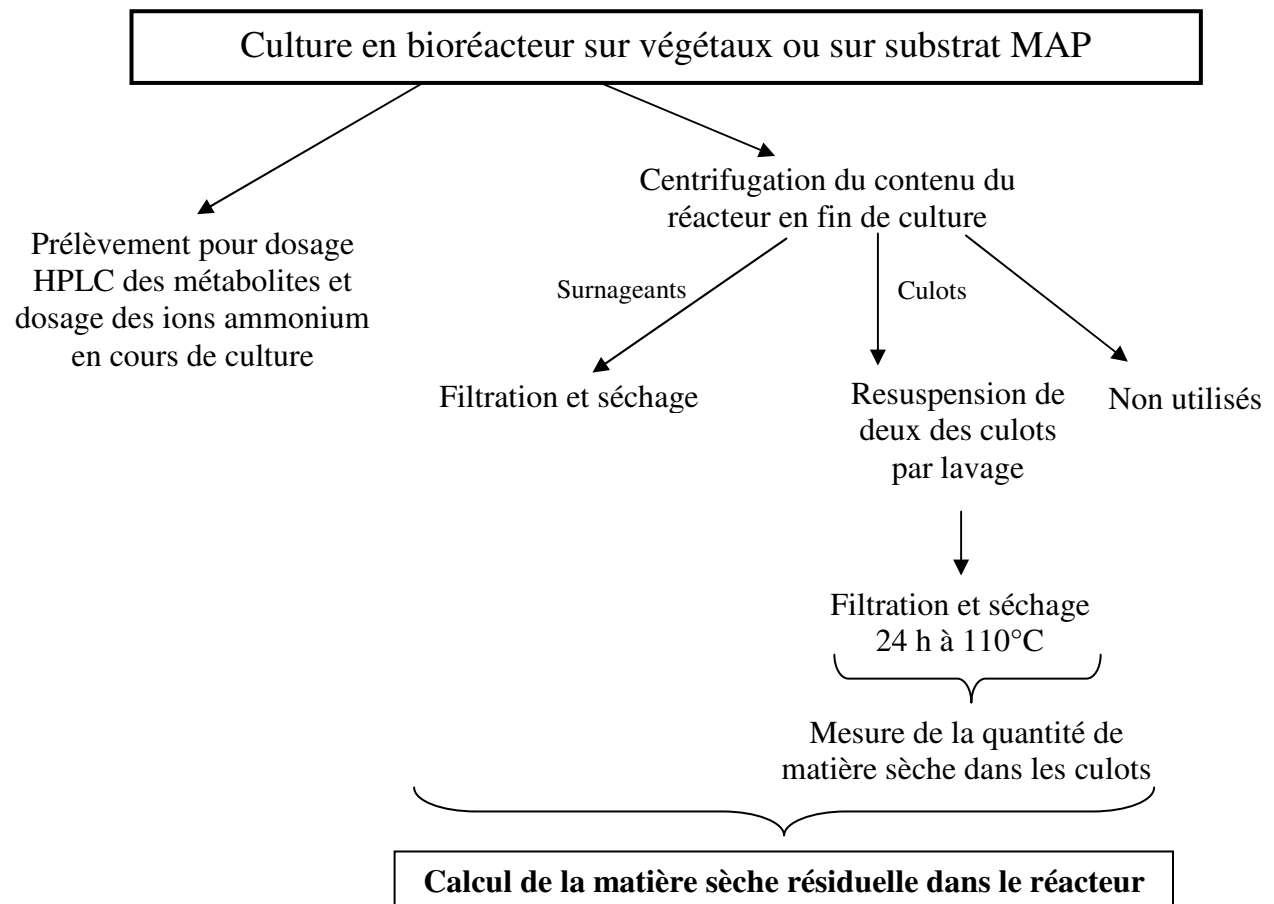 Culture en bioréacteur sur végétaux ou sur substrat MAP
Prélèvement pour dosage
HPLC des métabolites et
dosage des ions ammonium
en cours de culture
Centrifugation du contenu du
réacteur en fin de culture
Surnageants
Culots
Filtration et séchage
Resuspension de
deux des culots
par lavage
Non utilisés
Filtration et séchage
24 h à 110°C
Mesure de la quantité de
matière sèche dans les culots
Calcul de la matière sèche résiduelle dans le réacteur